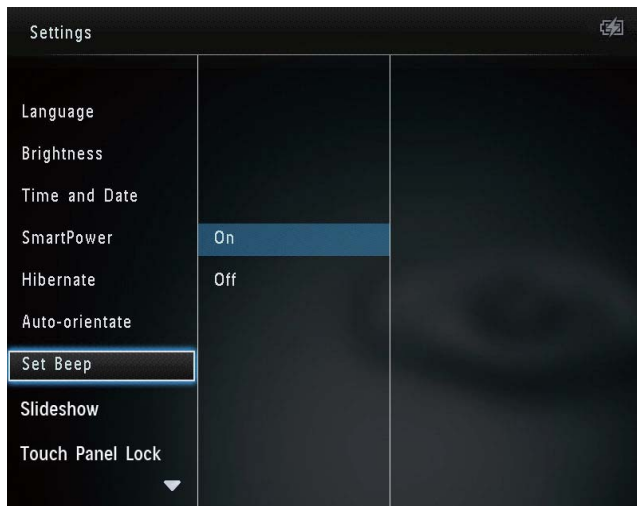 Settings
Language
Brightness
Time and Date
SmartPower
Hibernate
Auto-orientate
Set Beep
Slideshow
Touch Panel Lock
On
Off